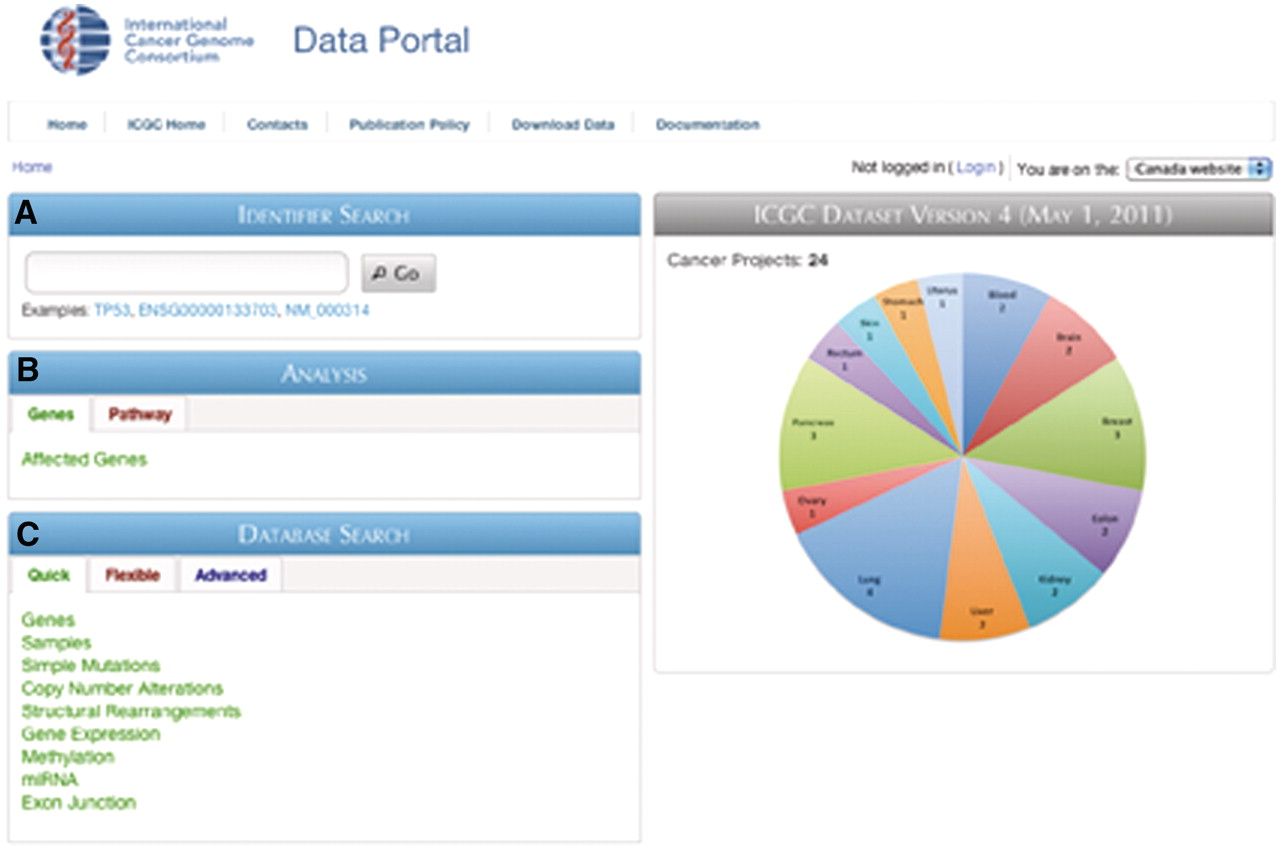 International
Cancer Genome
Consortium
Data Portal
Home
ICGC Home
Contacts
Publication Policy
Download Data
Documentation
Home
Not logged in ( Login )
You are on the:
Canada website
A
IDENTIFIER SEARCH
Go
Examples: TP53, ENSG00000133703, NM_000314
B
ANALYSIS
Genes
Pathway
Affected Genes
C
DATABASE SEARCH
Quick
Flexible
Advanced
Genes
Samples
Simple Mutations
Copy Number Alterations
Structural Rearrangements
Gene Expression
Methylation
miRNA
Exon Junction
ICGC DATASET VERSION 4 (MAY 1, 2011)
Cancer Projects: 24
Blood
2
Brain
2
Breast
3
Colon
2
Kidney
2
Liver
Lung
Ovary
1
Pancreas
3
Rectum
1
Skin
1
Stomach
1
Uterus
1